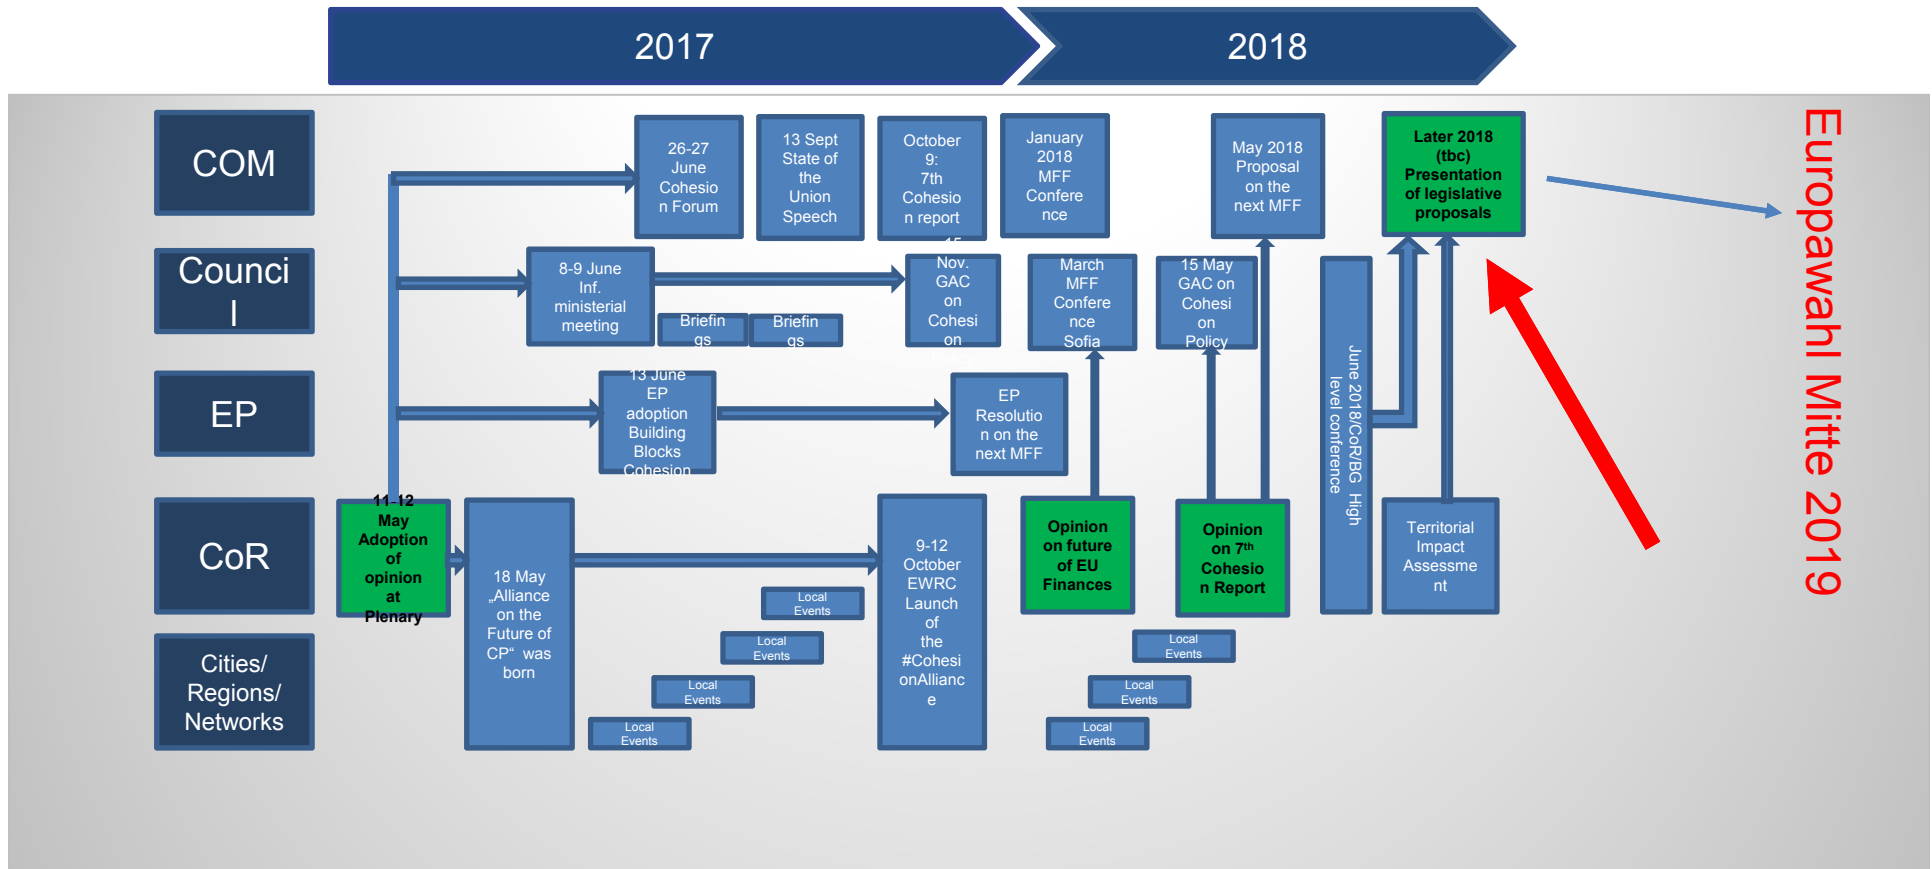 2017
2018
COM
26-27
June
Cohesio
n Forum
13 Sept
State of
the
Union
Speech
October
9:
7th
Cohesio
n report
January
2018
MFF
Confere
nce
May 2018
Proposal
on the
next MFF
Later 2018
(tbc)
Presentation
of legislative
proposals
Europawahl Mitte 2019
Counci
l
8-9 June
Inf.
ministerial
meeting
Briefin
gs
Briefin
gs
15
Nov.
GAC
on
Cohesi
on
March
MFF
Confere
nce
Sofia
15 May
GAC on
Cohesi
on
Policy
June 2018/CoR/BG High
level conference
EP
13 June
EP
adoption
Building
Blocks
Cohesion
EP
Resolutio
n on the
next MFF
CoR
11-12
May
Adoption
of
opinion
at
Plenary
18 May
„Alliance
on the
Future of
CP“ was
born
9-12
October
EWRC
Launch
of
the
#Cohesi
onAllianc
e
Opinion
on future
of EU
Finances
Opinion
on 7th
Cohesio
n Report
Territorial
Impact
Assessme
nt
Local
Events
Local
Events
Local
Events
Local
Events
Local
Events
Local
Events
Local
Events
Cities/
Regions/
Networks